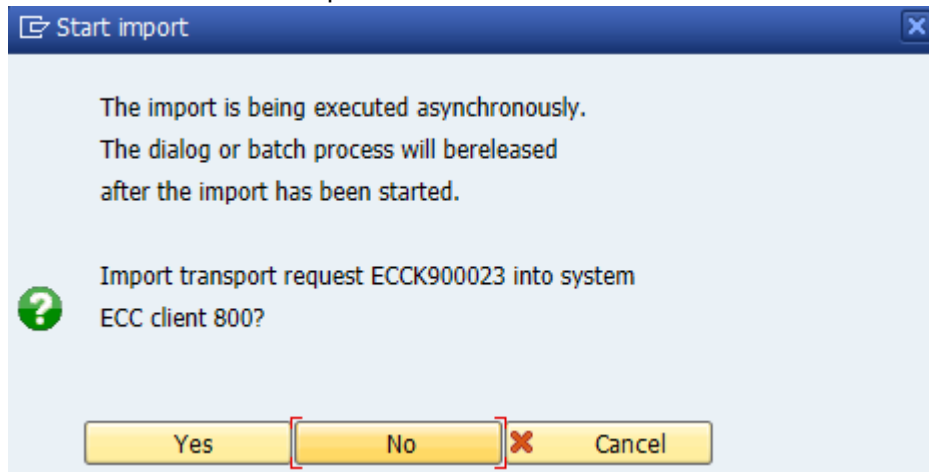 Start import
The import is being executed asynchronously.
The dialog or batch process will bereleased
after the import has been started.
Import transport request ECCK900023 into system
ECC client 800?
Yes No Cancel